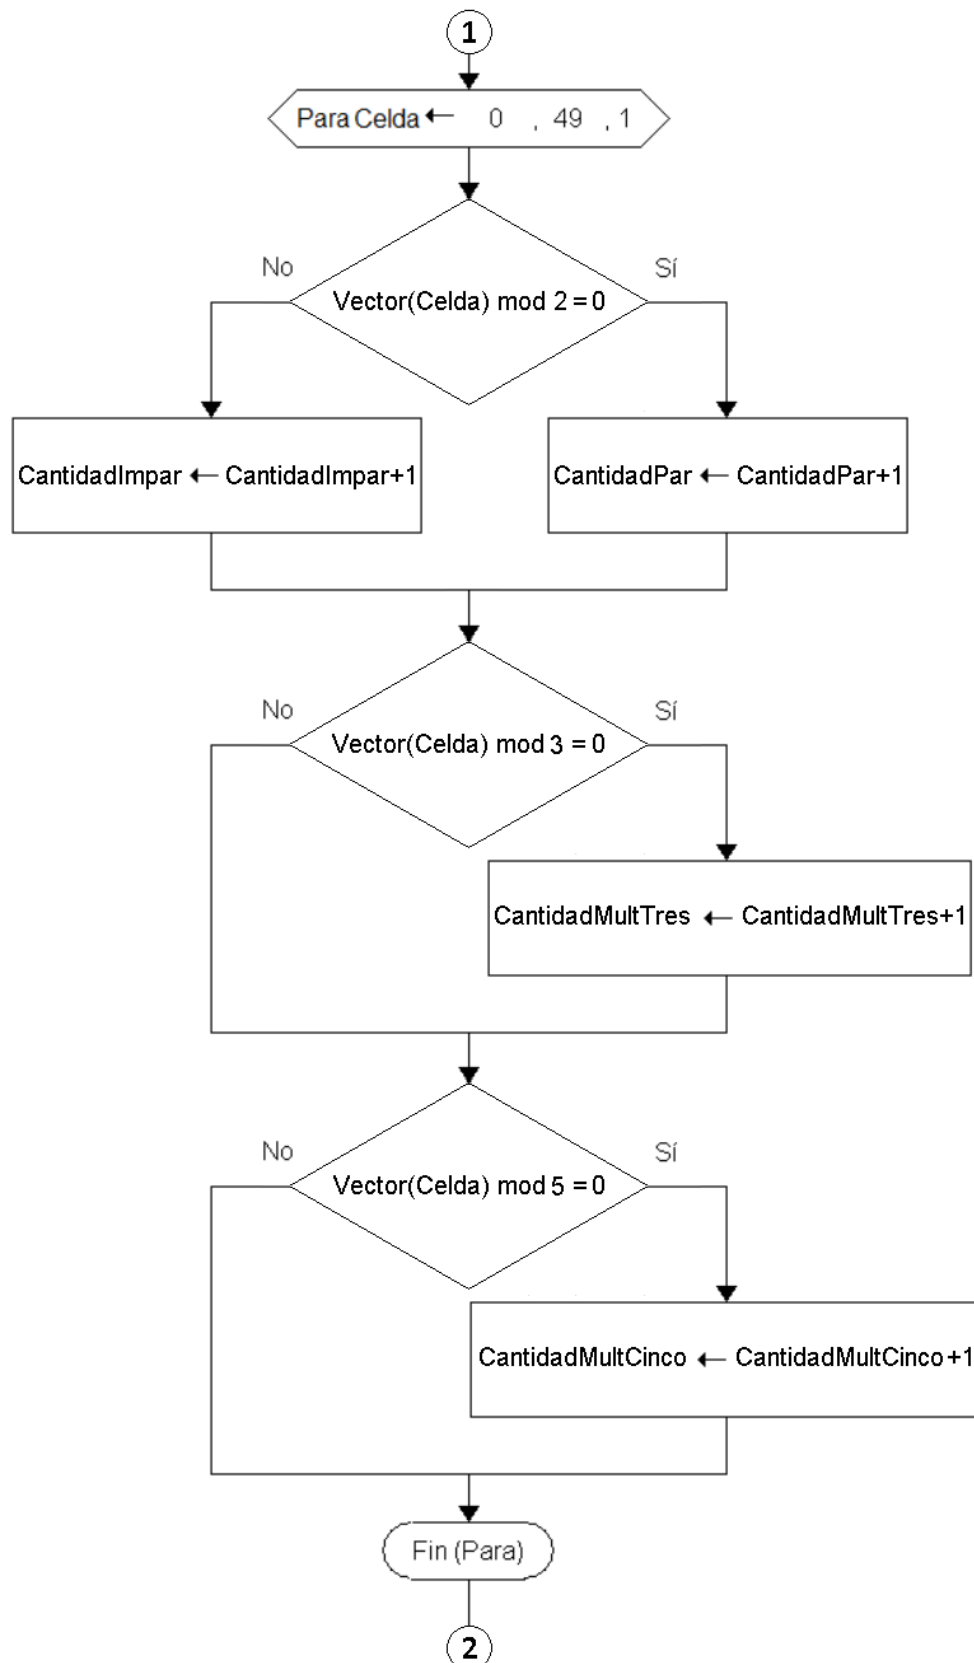 1
Para Celda ← 0 , 49 , 1
No
Sí
Vector(Celda) mod 2 = 0
CantidadImpar ← CantidadImpar+1
CantidadPar ← CantidadPar+1
No
Sí
Vector(Celda) mod 3 = 0
CantidadMultTres ← CantidadMultTres+1
No
Sí
Vector(Celda) mod 5 = 0
CantidadMultCinco ← CantidadMultCinco+1
Fin (Para)
2